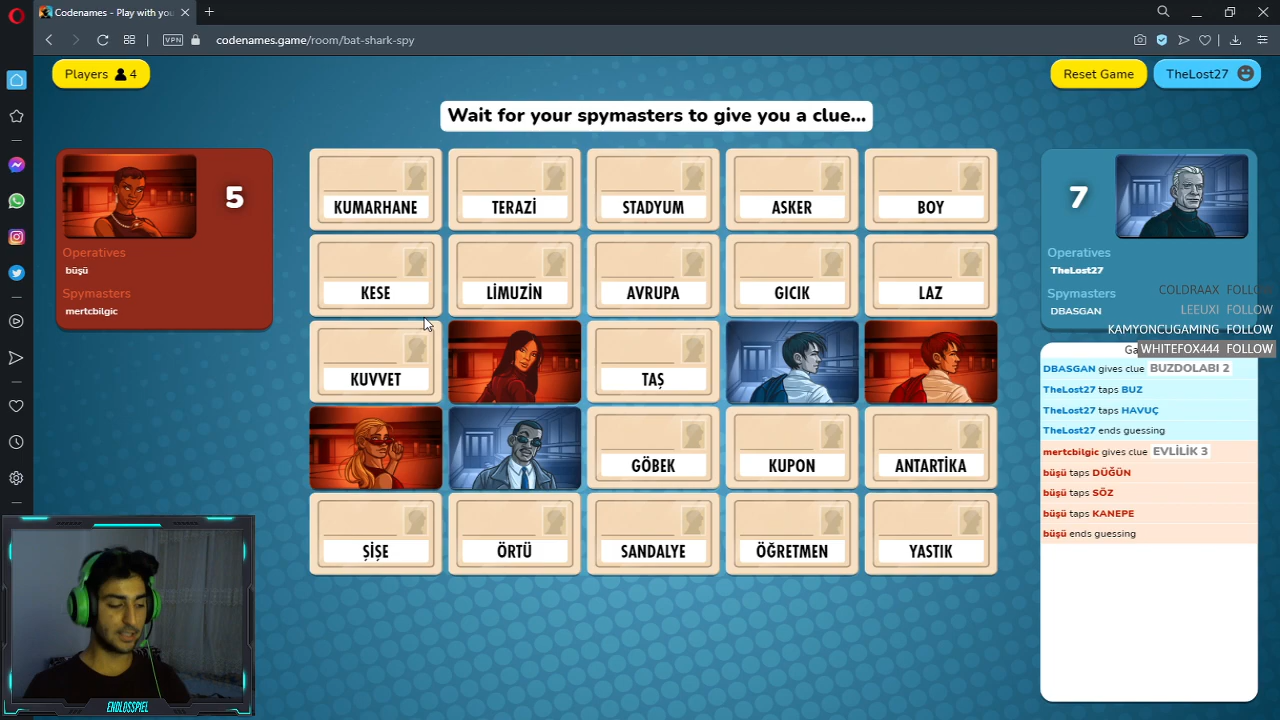 Codenames - Play with you
VPN codenames.game/room/bat-shark-spy
Players 4
Reset Game
TheLost27
Wait for your spymasters to give you a clue...
5
Operatives
büşü
Spymasters
mertcbilgic
KUMARHANE
TERAZİ
STADYUM
ASKER
BOY
KESE
LİMUZİN
AVRUPA
GICIK
LAZ
KUVVET
TAŞ
GÖBEK
KUPON
ANTARTİKA
ŞİŞE
ÖRTÜ
SANDALYE
ÖĞRETMEN
YASTIK
7
Operatives
TheLost27
Spymasters
DBASGAN
COLDRAAX FOLLOW
LEEUXI FOLLOW
KAMYONCUGAMING FOLLOW
WHITEFOX444 FOLLOW
DBASGAN gives clue BUZDOLABI 2
TheLost27 taps BUZ
TheLost27 taps HAVUÇ
TheLost27 ends guessing
mertcbilgic gives clue EVLİLİK 3
büşü taps DÜĞÜN
büşü taps SÖZ
büşü taps KANEPE
büşü ends guessing
ENDLOSSPIEL